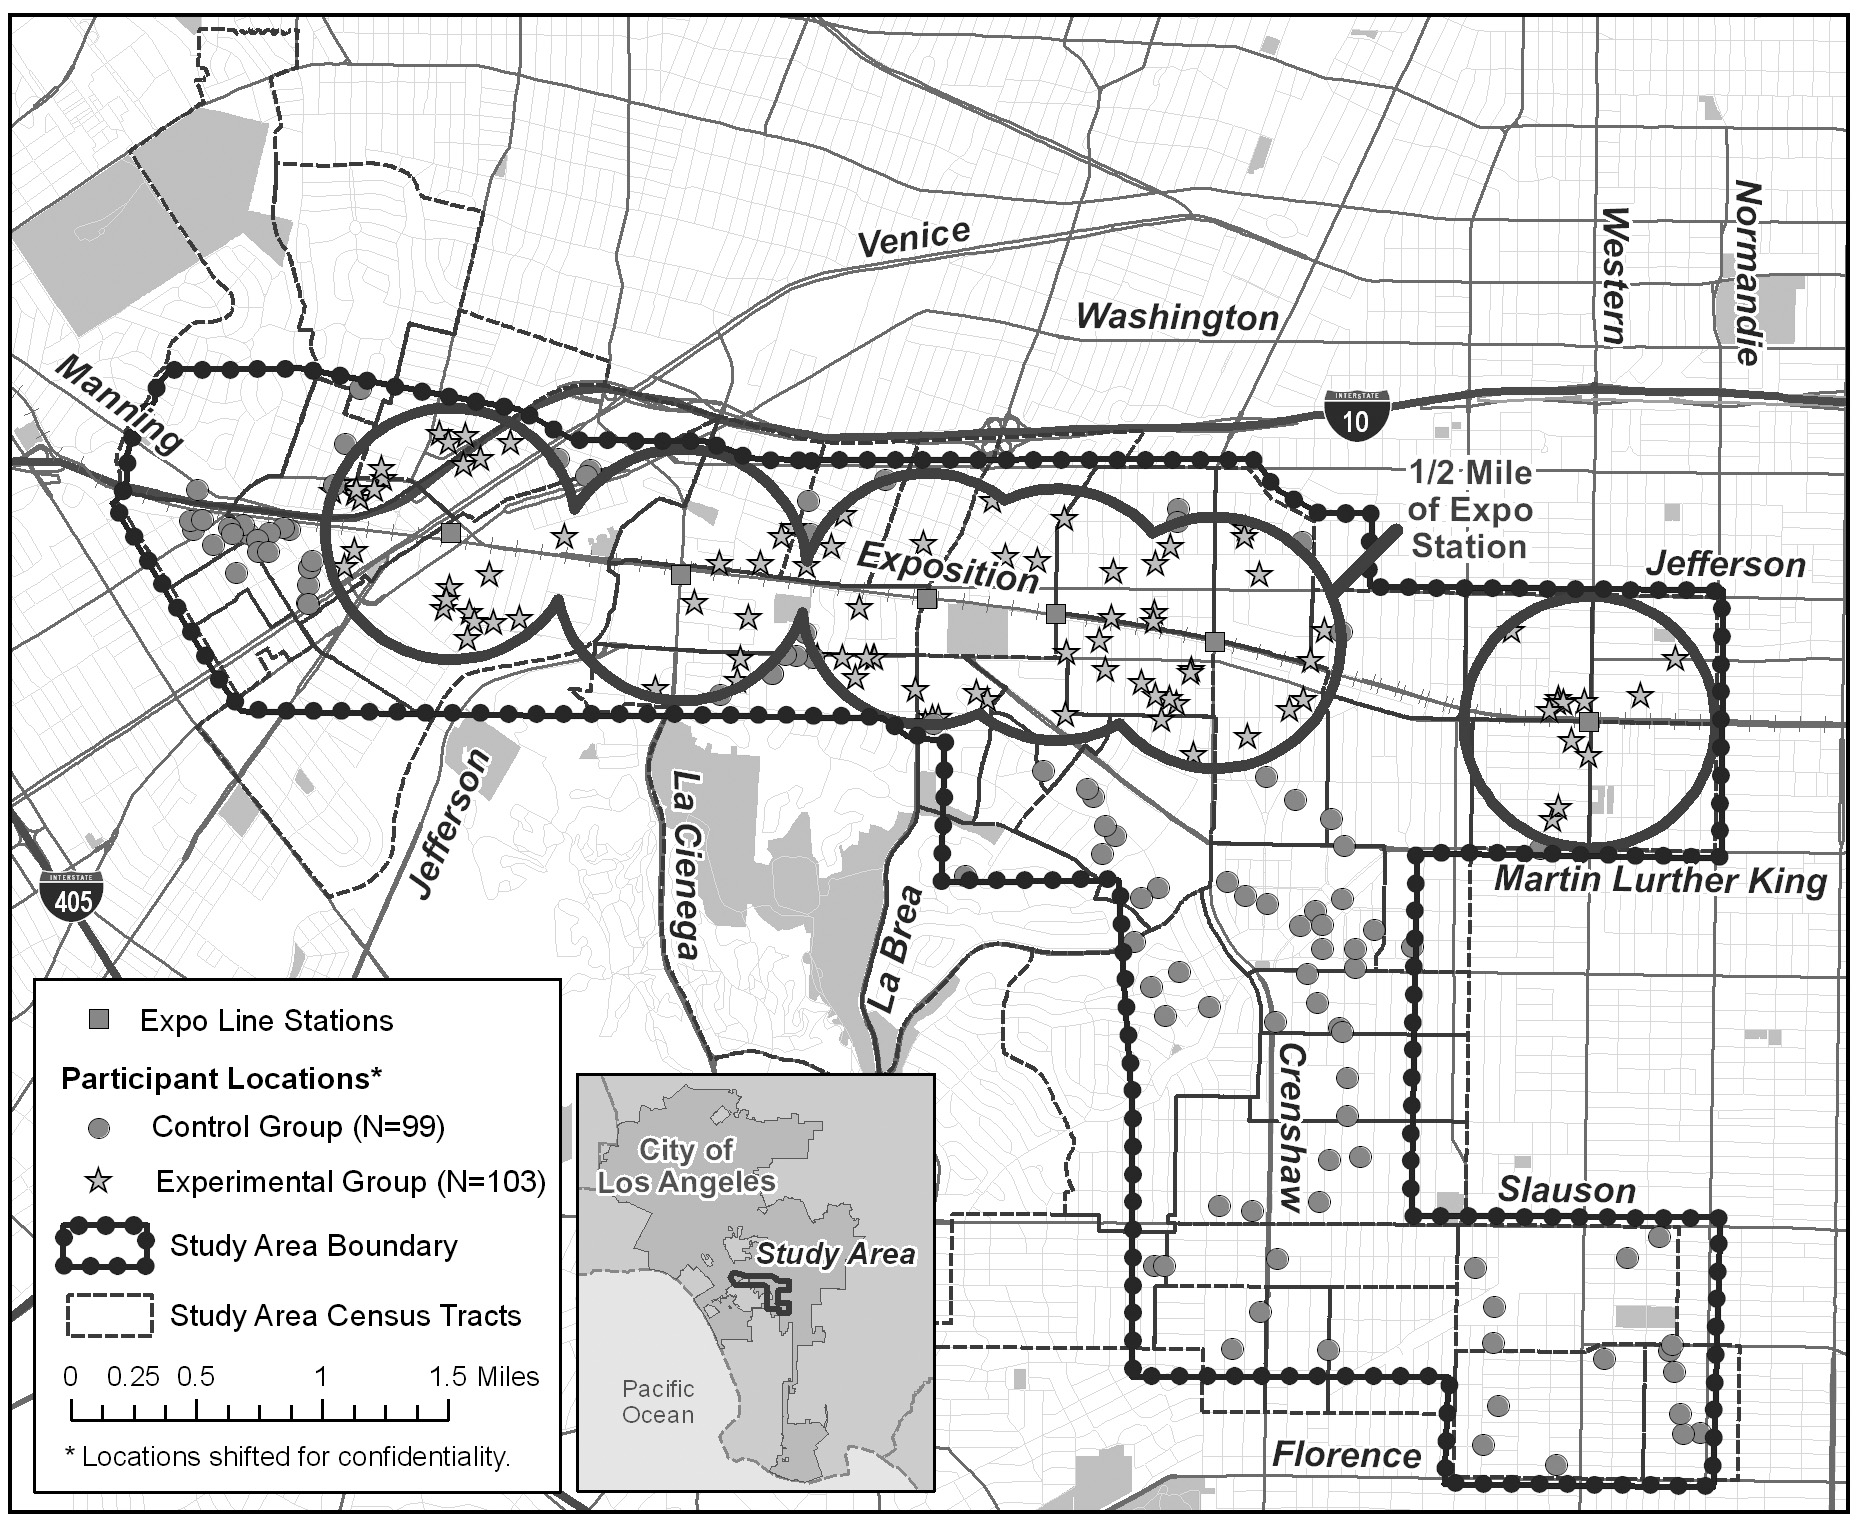 Venice
Washington
Western
Normandie
Manning
INTERSTATE
10
1/2 Mile
of Expo
Station
Exposition
Jefferson
Jefferson
La Cienega
La Brea
Martin Lurther King
INTERSTATE
405
Crenshaw
Slauson
Florence
Expo Line Stations
Participant Locations*
Control Group (N=99)
Experimental Group (N=103)
Study Area Boundary
Study Area Census Tracts
0 0.25 0.5 1 1.5 Miles
* Locations shifted for confidentiality.
City of
Los Angeles
Study Area
Pacific
Ocean